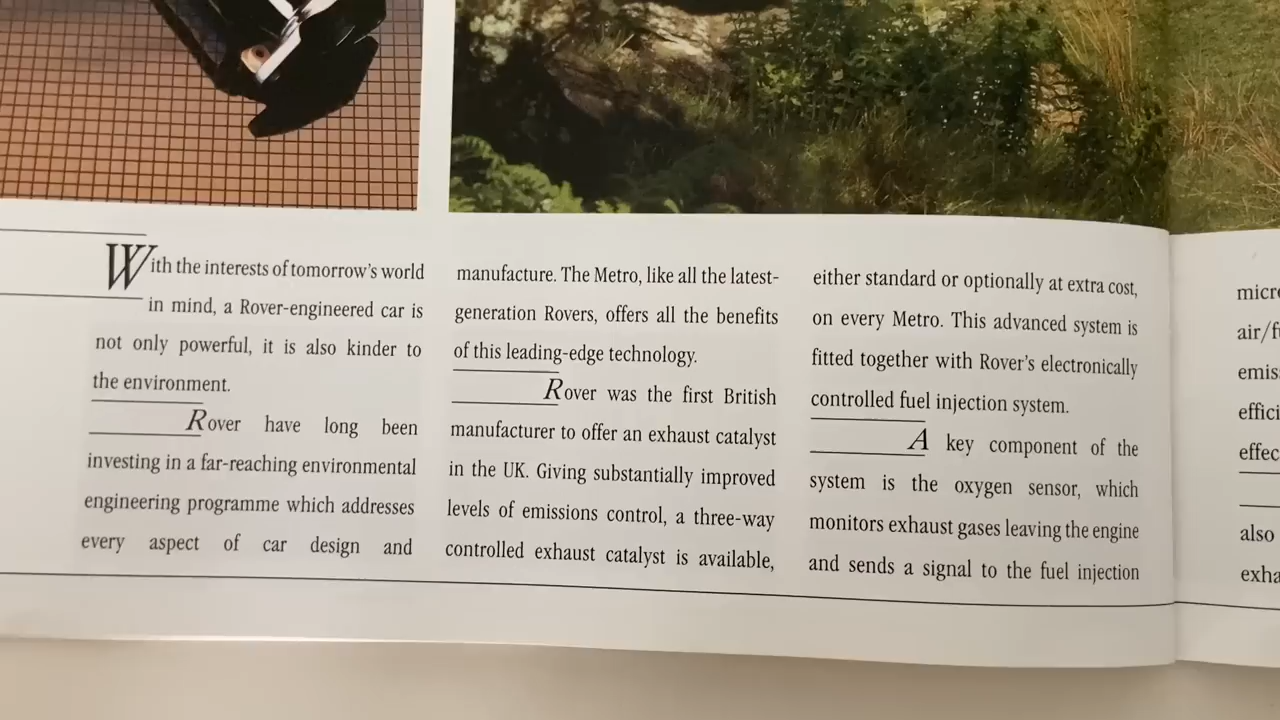 With the interests of tomorrow's world
in mind, a Rover-engineered car is
not only powerful, it is also kinder to
the environment.
Rover have long been
investing in a far-reaching environmental
engineering programme which addresses
every aspect of car design and
manufacture. The Metro, like all the latest-
generation Rovers, offers all the benefits
of this leading-edge technology.
Rover was the first British
manufacturer to offer an exhaust catalyst
in the UK. Giving substantially improved
levels of emissions control, a three-way
controlled exhaust catalyst is available,
either standard or optionally at extra cost,
on every Metro. This advanced system is
fitted together with Rover's electronically
controlled fuel injection system.
A key component of the
system is the oxygen sensor, which
monitors exhaust gases leaving the engine
and sends a signal to the fuel injection
also